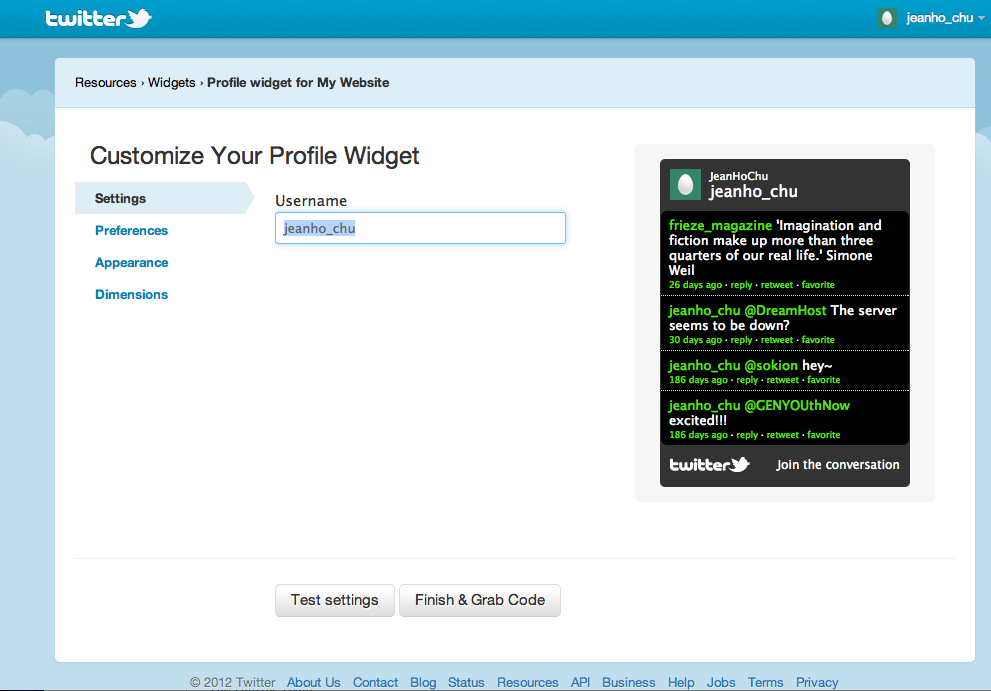 twitter
jeanho_chu
Resources › Widgets › Profile widget for My Website
Customize Your Profile Widget
Settings
Preferences
Appearance
Dimensions
Username
jeanho_chu
JeanHoChu
jeanho_chu
frieze_magazine 'Imagination and
fiction make up more than three
quarters of our real life.' Simone
Weil
26 days ago · reply · retweet · favorite
jeanho_chu @DreamHost The server
seems to be down?
30 days ago · reply · retweet · favorite
jeanho_chu @sokion hey~
186 days ago · reply · retweet · favorite
jeanho_chu @GENYOUthNow
excited!!!
186 days ago · reply · retweet · favorite
twitter Join the conversation
Test settings Finish & Grab Code
© 2012 Twitter About Us Contact Blog Status Resources API Business Help Jobs Terms Privacy